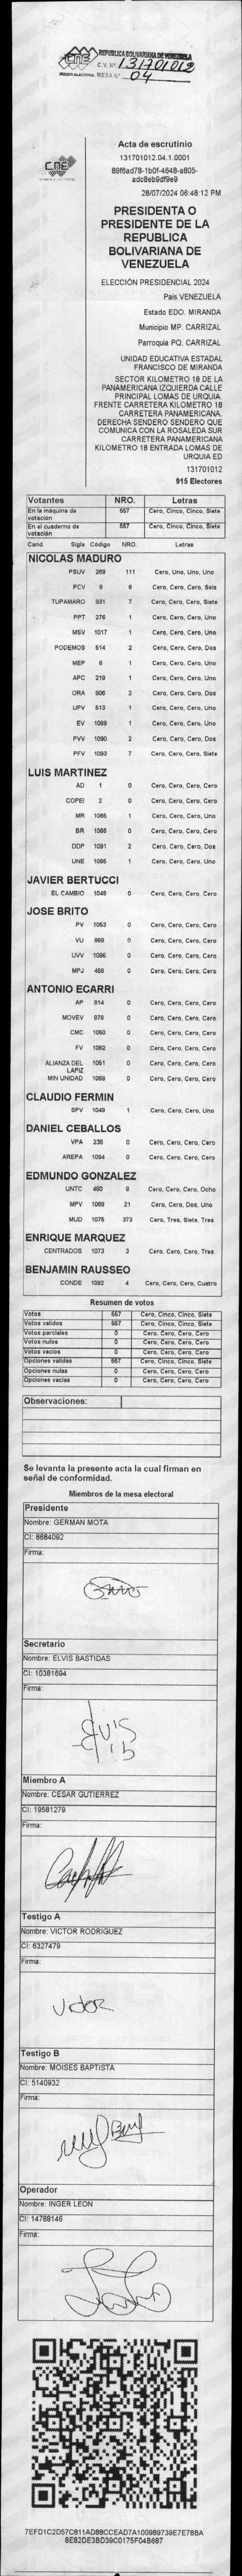 REPUBLICA BOLIVARIANA DE VENEZUELA
CNE
PODER ELECTORAL
C.V. Nº 131701012
MESA Nº 04
CNE
Acta de escrutinio
131701012.04.1.0001
89f6ad78-1b0f-4648-a805-
adc8eb9df9e9
28/07/2024 06:48:12 PM
PRESIDENTA O
PRESIDENTE DE LA
REPUBLICA
BOLIVARIANA DE
VENEZUELA
ELECCIÓN PRESIDENCIAL 2024
Pais VENEZUELA
Estado EDO. MIRANDA
Municipio MP. CARRIZAL
Parroquia PQ. CARRIZAL
UNIDAD EDUCATIVA ESTADAL
FRANCISCO DE MIRANDA
SECTOR KILOMETRO 18 DE LA
PANAMERICANA IZQUIERDA CALLE
PRINCIPAL LOMAS DE URQUIA.
FRENTE CARRETERA KILOMETRO 18
CARRETERA PANAMERICANA.
DERECHA SENDERO SENDERO QUE
COMUNICA CON LA ROSALEDA SUR
CARRETERA PANAMERICANA
KILOMETRO 18 ENTRADA LOMAS DE
URQUIA ED
131701012
915 Electores
Votantes NRO. Letras
En la máquina de votación 557 Cero, Cinco, Cinco, Siete
En el cuaderno de votación 557 Cero, Cinco, Cinco, Siete
Cand. Sigla Código NRO. Letras
NICOLAS MADURO
PSUV 269 111 Cero, Uno, Uno, Uno
PCV 9 6 Cero, Cero, Cero, Seis
TUPAMARO 931 7 Cero, Cero, Cero, Siete
PPT 276 1 Cero, Cero, Cero, Uno
MSV 1017 1 Cero, Cero, Cero, Uno
PODEMOS 514 2 Cero, Cero, Cero, Dos
MEP 6 1 Cero, Cero, Cero, Uno
APC 219 1 Cero, Cero, Cero, Uno
ORA 906 2 Cero, Cero, Cero, Dos
UPV 513 1 Cero, Cero, Cero, Uno
EV 1089 1 Cero, Cero, Cero, Uno
PVV 1090 2 Cero, Cero, Cero, Dos
PFV 1093 7 Cero, Cero, Cero, Siete
LUIS MARTINEZ
AD 1 0 Cero, Cero, Cero, Cero
COPEI 2 0 Cero, Cero, Cero, Cero
MR 1065 1 Cero, Cero, Cero, Uno
BR 1066 0 Cero, Cero, Cero, Cero
DDP 1091 2 Cero, Cero, Cero, Dos
UNE 1095 1 Cero, Cero, Cero, Uno
JAVIER BERTUCCI
EL CAMBIO 1048 0 Cero, Cero, Cero, Cero
JOSE BRITO
PV 1053 0 Cero, Cero, Cero, Cero
VU 968 0 Cero, Cero, Cero, Cero
UVV 1096 0 Cero, Cero, Cero, Cero
MPJ 458 0 Cero, Cero, Cero, Cero
ANTONIO ECARRI
AP 914 0 Cero, Cero, Cero, Cero
MOVEV 979 0 Cero, Cero, Cero, Cero
CMC 1050 0 Cero, Cero, Cero, Cero
FV 1062 0 Cero, Cero, Cero, Cero
ALIANZA DEL LAPIZ 1051 0 Cero, Cero, Cero, Cero
MIN UNIDAD 1069 0 Cero, Cero, Cero, Cero
CLAUDIO FERMIN
SPV 1049 1 Cero, Cero, Cero, Uno
DANIEL CEBALLOS
VPA 236 0 Cero, Cero, Cero, Cero
AREPA 1094 0 Cero, Cero, Cero, Cero
EDMUNDO GONZALEZ
UNTC 460 8 Cero, Cero, Cero, Ocho
MPV 1069 21 Cero, Cero, Dos, Uno
MUD 1075 373 Cero, Tres, Siete, Tres
ENRIQUE MARQUEZ
CENTRADOS 1073 3 Cero, Cero, Cero, Tres
BENJAMIN RAUSSEO
CONDE 1092 4 Cero, Cero, Cero, Cuatro
Resumen de votos
Votos 557 Cero, Cinco, Cinco, Siete
Votos validos 557 Cero, Cinco, Cinco, Siete
Votos parciales 0 Cero, Cero, Cero, Cero
Votos nulos 0 Cero, Cero, Cero, Cero
Votos vacios 0 Cero, Cero, Cero, Cero
Opciones validas 557 Cero, Cinco, Cinco, Siete
Opciones nulas 0 Cero, Cero, Cero, Cero
Opciones vacias 0 Cero, Cero, Cero, Cero
Observaciones:
Se levanta la presente acta la cual firman en
señal de conformidad.
Miembros de la mesa electoral
Presidente
Nombre: GERMAN MOTA
CI: 8684092
Firma:
Secretario
Nombre: ELVIS BASTIDAS
CI: 10381694
Firma:
Elvis
Miembro A
Nombre: CESAR GUTIERREZ
CI: 19581279
Firma:
Testigo A
Nombre: VICTOR RODRIGUEZ
CI: 6327479
Firma:
Victor
Testigo B
Nombre: MOISES BAPTISTA
CI: 5140932
Firma:
Operador
Nombre: INGER LEON
CI: 14789146
Firma:
7EFD1C2D57C811AD88CCEAD7A100989739E7E78BA
8E82DE3BD39C0175F04B687